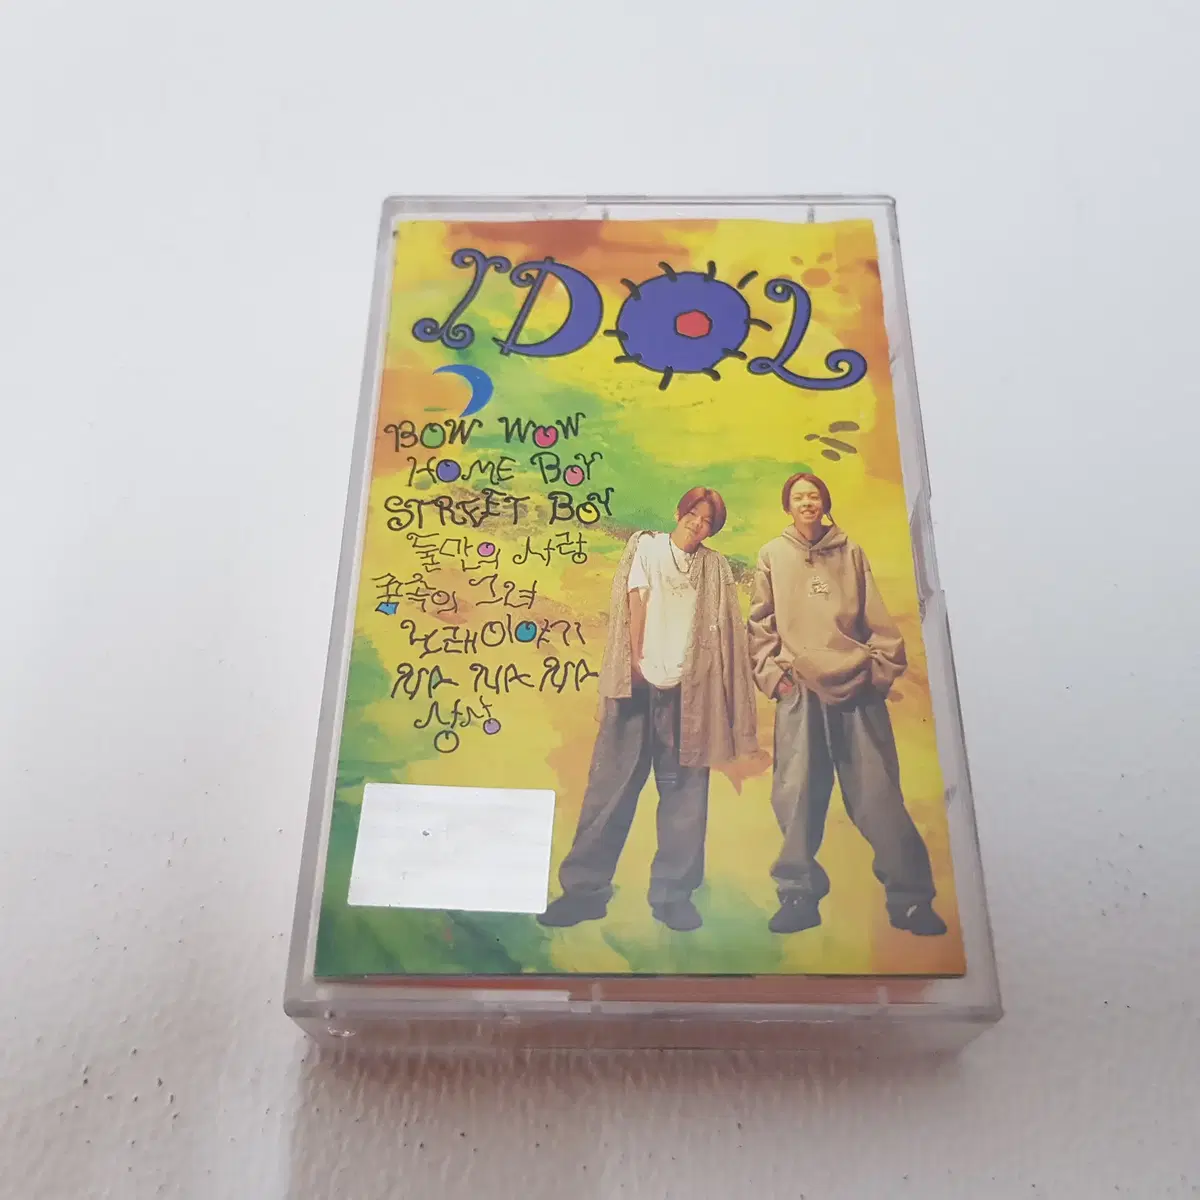 IDOL
BOW WOW
HOME BOY
STREET BOY
둘만의 사랑
꿈속의 그녀
노래이야기
NA NA NA
상상